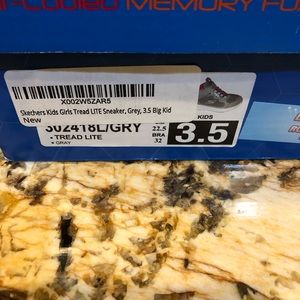 -Cooled MEMORY FO
X002W5ZAR5
Skechers Kids Girls Tread LITE Sneaker, Grey, 3.5 Big Kid
New
302418L/GRY
• TREAD LITE
• GRAY
22.5
BRA
32
KIDS
3.5